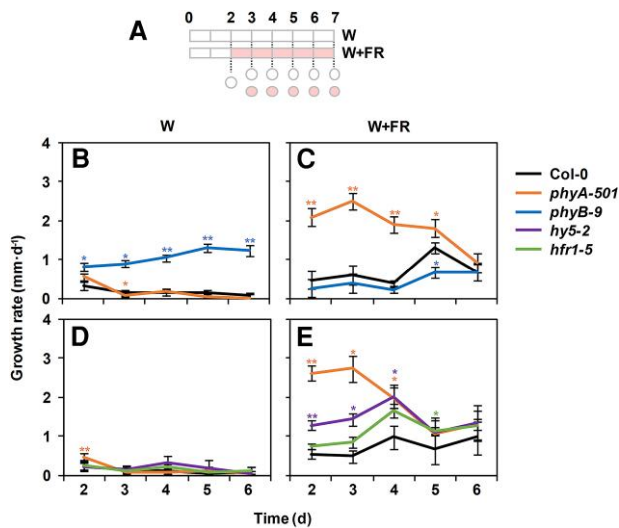 A
0 2 3 4 5 6 7
W
W+FR
W W+FR
Growth rate (mm·d⁻¹)
B
4
3
2
1
0
* * ** ** **
*
C
** ** ** *
*
Col-0
phyA-501
phyB-9
hy5-2
hfr1-5
D
4
3
2
1
0
**
2 3 4 5 6
E
** * *
** * *
*
2 3 4 5 6
Time (d)